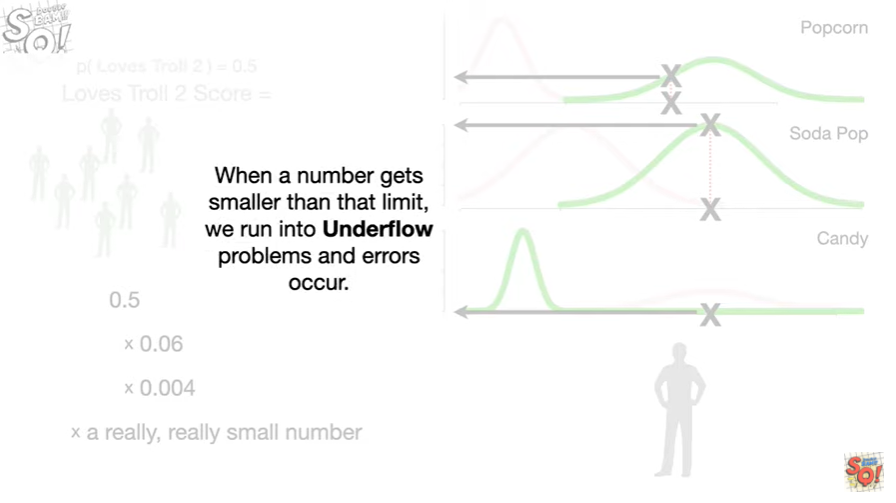 p( Loves Troll 2 ) = 0.5
Loves Troll 2 Score =
When a number gets
smaller than that limit,
we run into Underflow
problems and errors
occur.
0.5
x 0.06
x 0.004
x a really, really small number
Popcorn
X
X
Soda Pop
X
X
Candy
X